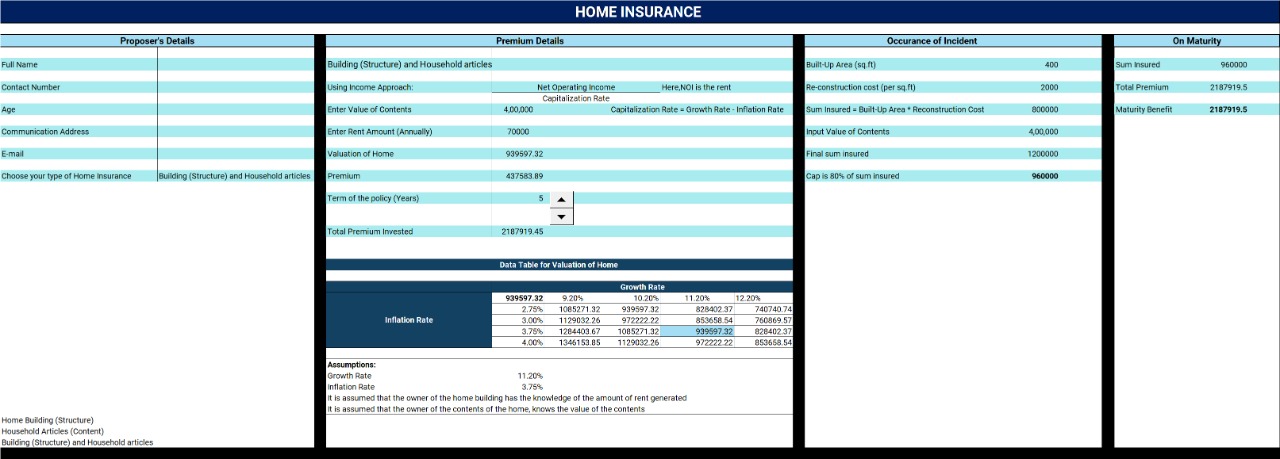 HOME INSURANCE
Proposer's Details
Full Name
Contact Number
Age
Communication Address
E-mail
Choose your type of Home Insurance Building (Structure) and Household articles
Home Building (Structure)
Household Articles (Content)
Building (Structure) and Household articles
Premium Details
Building (Structure) and Household articles
Using Income Approach: Net Operating Income Here,NOI is the rent
Capitalization Rate
Enter Value of Contents 4,00,000 Capitalization Rate = Growth Rate - Inflation Rate
Enter Rent Amount (Annually) 70000
Valuation of Home 939597.32
Premium 437583.89
Term of the policy (Years) 5
Total Premium Invested 2187919.45
Data Table for Valuation of Home
Growth Rate
Inflation Rate
939597.32 9.20% 10.20% 11.20% 12.20%
2.75% 1085271.32 939597.32 828402.37 740740.74
3.00% 1129032.26 972222.22 853658.54 760869.57
3.75% 1284403.67 1085271.32 939597.32 828402.37
4.00% 1346153.85 1129032.26 972222.22 853658.54
Assumptions:
Growth Rate 11.20%
Inflation Rate 3.75%
It is assumed that the owner of the home building has the knowledge of the amount of rent generated
It is assumed that the owner of the contents of the home, knows the value of the contents
Occurance of Incident
Built-Up Area (sq.ft) 400
Re-construction cost (per sq.ft) 2000
Sum Insured = Built-Up Area * Reconstruction Cost 800000
Input Value of Contents 4,00,000
Final sum insured 1200000
Cap is 80% of sum insured 960000
On Maturity
Sum Insured 960000
Total Premium 2187919.5
Maturity Benefit 2187919.5